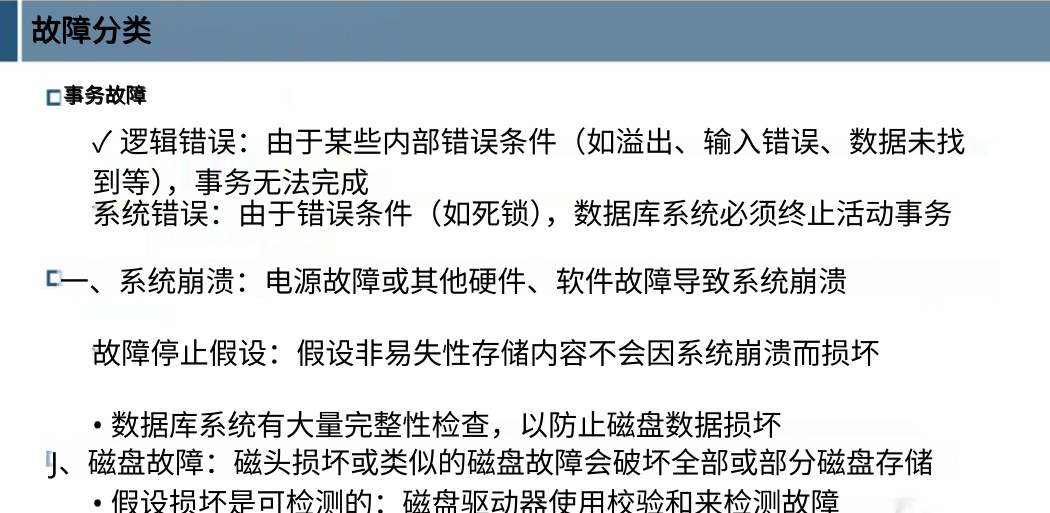 故障分类
事务故障
✓ 逻辑错误：由于某些内部错误条件（如溢出、输入错误、数据未找
到等），事务无法完成
系统错误：由于错误条件（如死锁），数据库系统必须终止活动事务
一、系统崩溃：电源故障或其他硬件、软件故障导致系统崩溃
故障停止假设：假设非易失性存储内容不会因系统崩溃而损坏
• 数据库系统有大量完整性检查，以防止磁盘数据损坏
J、磁盘故障：磁头损坏或类似的磁盘故障会破坏全部或部分磁盘存储
• 假设损坏是可检测的：磁盘驱动器使用校验和来检测故障